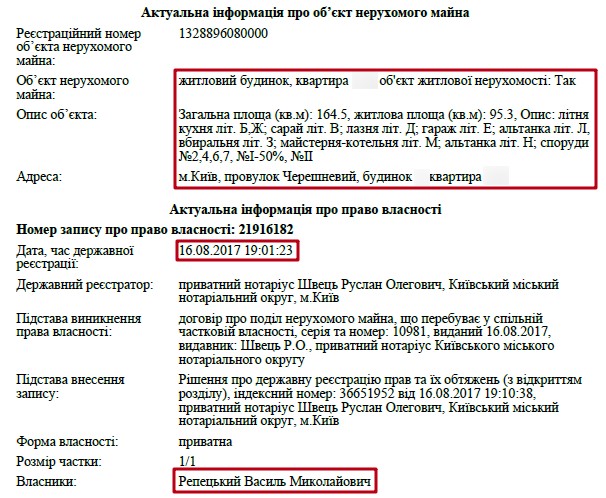 Актуальна інформація про об’єкт нерухомого майна
Реєстраційний номер 1328896080000
об’єкта нерухомого
майна:
Об’єкт нерухомого житловий будинок, квартира об'єкт житлової нерухомості: Так
майна:
Опис об’єкта: Загальна площа (кв.м): 164.5, житлова площа (кв.м): 95.3, Опис: літня
кухня літ. Б,Ж; сарай літ. В; лазня літ. Д; гараж літ. Е; альтанка літ. Л,
вбиральня літ. З; майстерня-котельня літ. М; альтанка літ. Н; споруди
№2,4,6,7, №I-50%, №II
Адреса: м.Київ, провулок Черешневий, будинок квартира
Актуальна інформація про право власності
Номер запису про право власності: 21916182
Дата, час державної 16.08.2017 19:01:23
реєстрації:
Державний реєстратор: приватний нотаріус Швець Руслан Олегович, Київський міський
нотаріальний округ, м.Київ
Підстава виникнення договір про поділ нерухомого майна, що перебуває у спільній
права власності: частковій власності, серія та номер: 10981, виданий 16.08.2017,
видавник: Швець Р.О., приватний нотаріус Київського міського
нотаріального округу
Підстава внесення Рішення про державну реєстрацію прав та їх обтяжень (з відкриттям
запису: розділу), індексний номер: 36651952 від 16.08.2017 19:10:38,
приватний нотаріус Швець Руслан Олегович, Київський міський
нотаріальний округ, м.Київ
Форма власності: приватна
Розмір частки: 1/1
Власники: Репецький Василь Миколайович